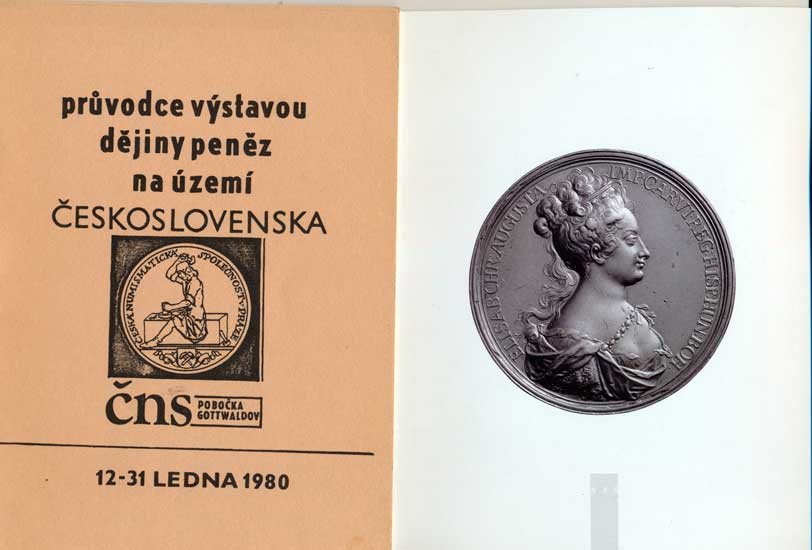 průvodce výstavou
dějiny peněz
na území
ČESKOSLOVENSKA
ČESKÁ NUMISMATICKÁ SPOLEČNOST V PRAZE
čns POBOČKA
GOTTWALDOV
12-31 LEDNA 1980
ELISAB CHR AUGUSTA IMP CAR VI REG HISP HUN BOH